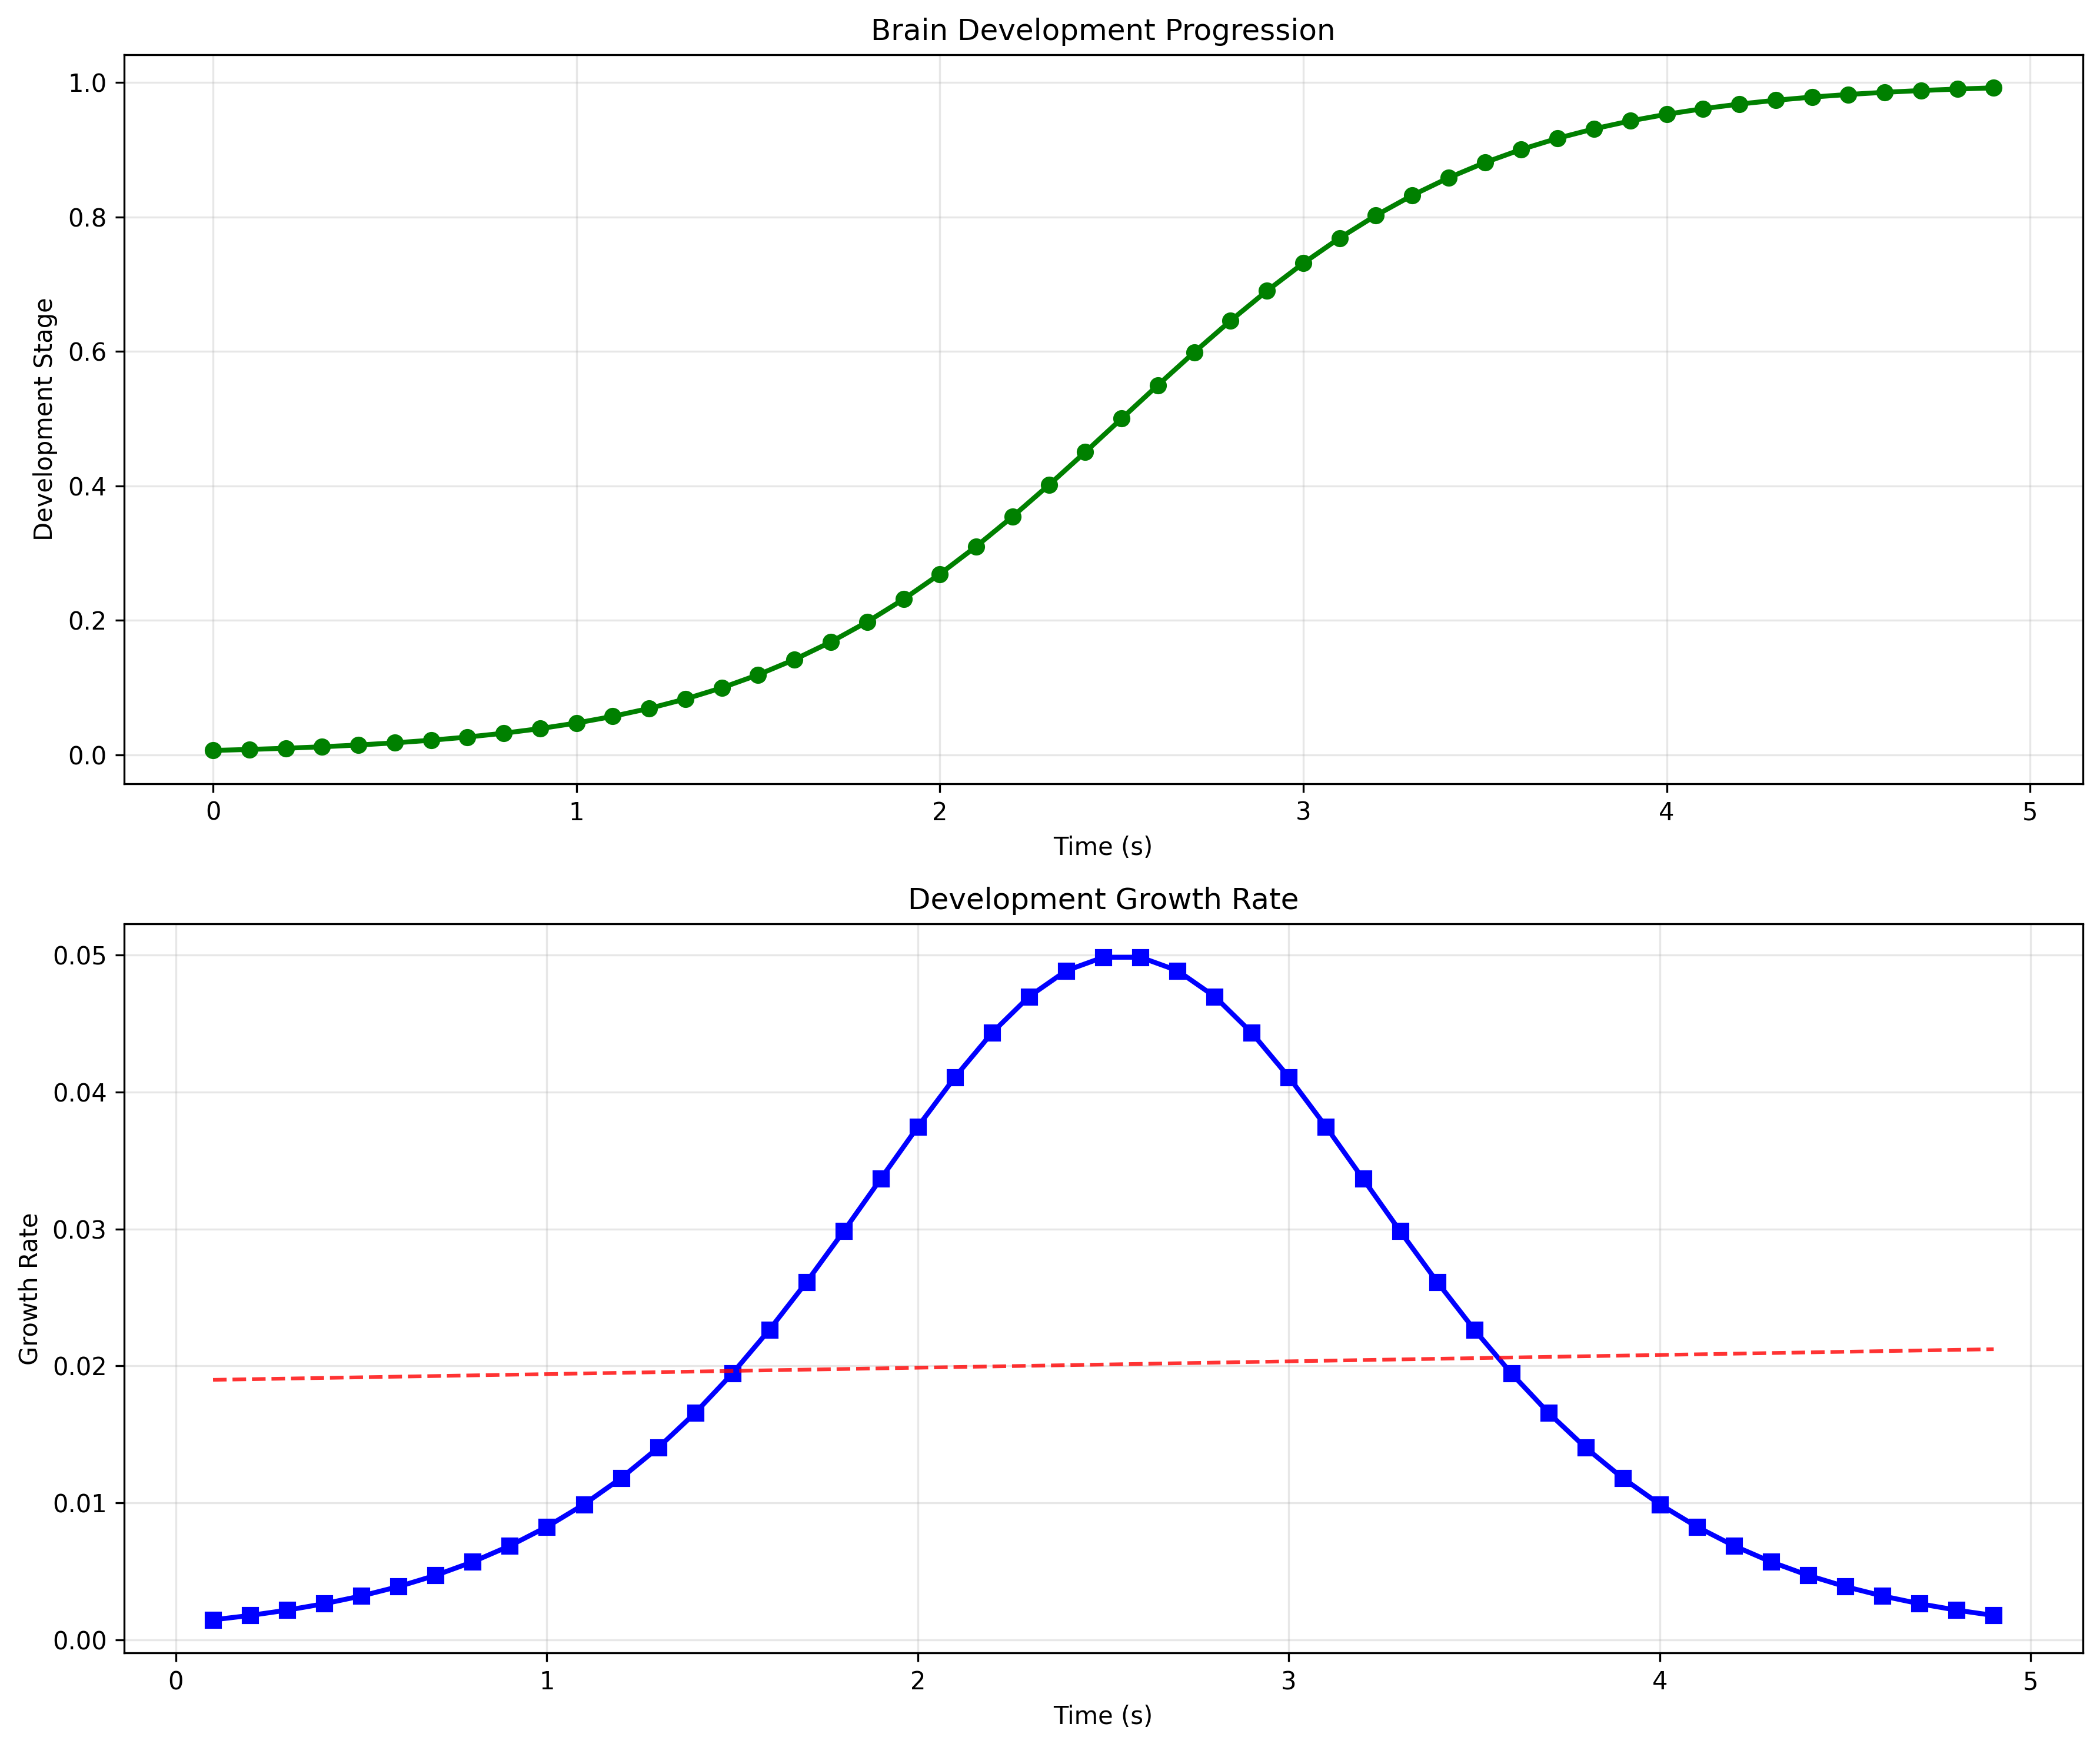 Brain Development Progression
1.0
0.8
0.6
0.4
0.2
0.0
Development Stage
0 1 2 3 4 5
Time (s)
Development Growth Rate
0.05
0.04
0.03
0.02
0.01
0.00
Growth Rate
0 1 2 3 4 5
Time (s)